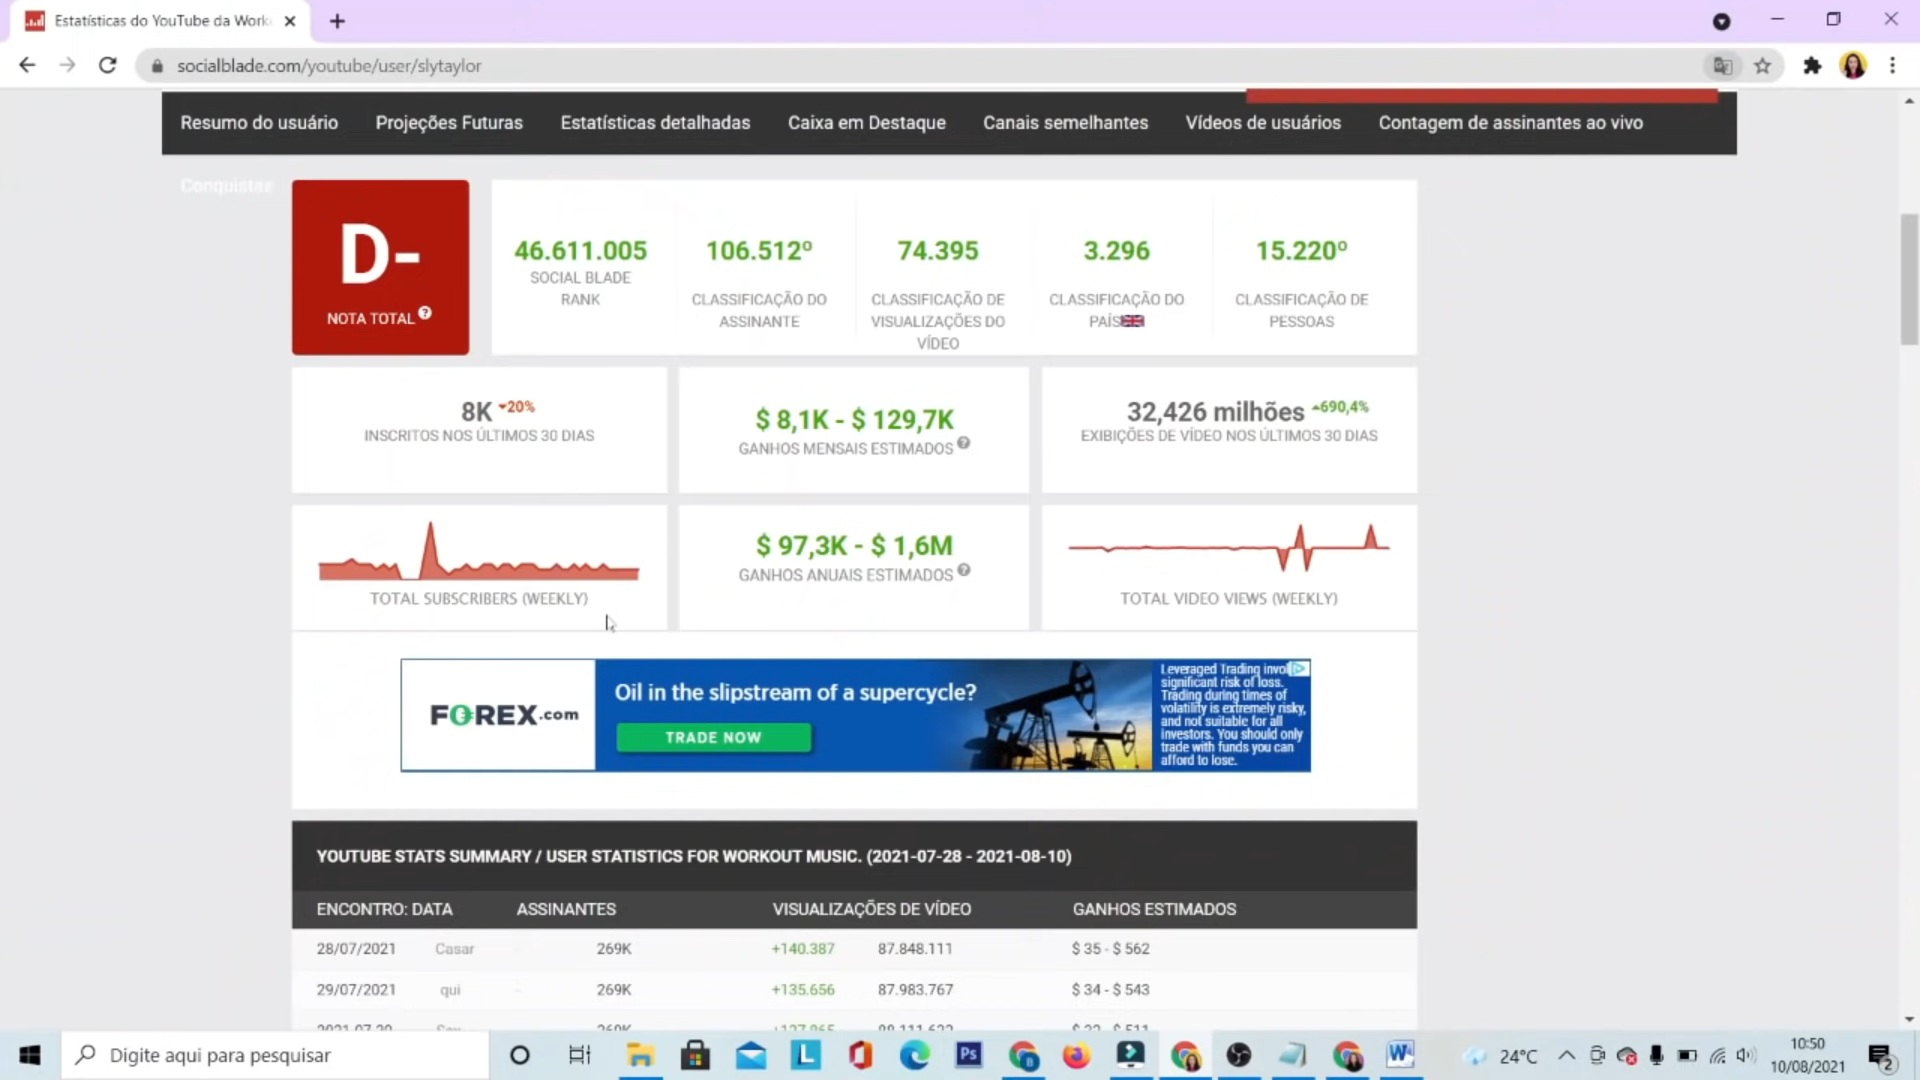 Estatísticas do YouTube da Work
socialblade.com/youtube/user/slytaylor
Resumo do usuário Projeções Futuras Estatísticas detalhadas Caixa em Destaque Canais semelhantes Vídeos de usuários Contagem de assinantes ao vivo
Conquistas
D-
NOTA TOTAL
46.611.005 106.512º 74.395 3.296 15.220º
SOCIAL BLADE
RANK
CLASSIFICAÇÃO DO
ASSINANTE
CLASSIFICAÇÃO DE
VISUALIZAÇÕES DO
VÍDEO
CLASSIFICAÇÃO DO
PAÍS
CLASSIFICAÇÃO DE
PESSOAS
8K 20%
INSCRITOS NOS ÚLTIMOS 30 DIAS
$ 8,1K - $ 129,7K
GANHOS MENSAIS ESTIMADOS
32,426 milhões 690,4%
EXIBIÇÕES DE VÍDEO NOS ÚLTIMOS 30 DIAS
TOTAL SUBSCRIBERS (WEEKLY)
$ 97,3K - $ 1,6M
GANHOS ANUAIS ESTIMADOS
TOTAL VIDEO VIEWS (WEEKLY)
FOREX.com
Oil in the slipstream of a supercycle?
TRADE NOW
Leveraged Trading invol
significant risk of loss.
Trading during times of
volatility is extremely risky,
and not suitable for all
investors. You should only
trade with funds you can
afford to lose.
YOUTUBE STATS SUMMARY / USER STATISTICS FOR WORKOUT MUSIC. (2021-07-28 - 2021-08-10)
ENCONTRO: DATA ASSINANTES VISUALIZAÇÕES DE VÍDEO GANHOS ESTIMADOS
28/07/2021 Casar 269K +140.387 87.848.111 $ 35 - $ 562
29/07/2021 qui 269K +135.656 87.983.767 $ 34 - $ 543
Digite aqui para pesquisar
24°C
10:50
10/08/2021
2